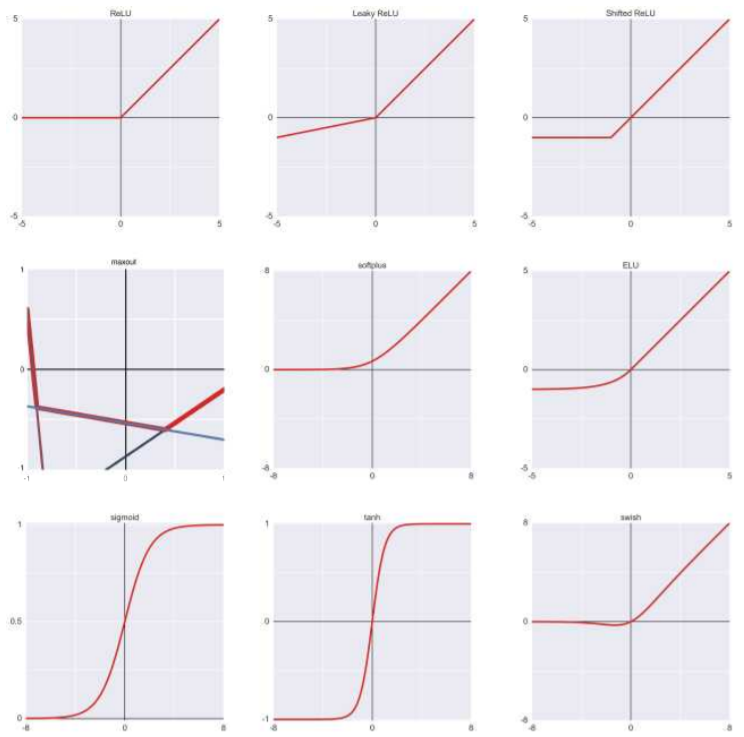 ReLU Leaky ReLU Shifted ReLU
5 5 5
0 0 0
-5 -5 -5
-5 0 5 -5 0 5 -5 0 5
maxout softplus ELU
1 8 5
0 0 0
1 -8 -5
-1 0 1 -8 0 8 -5 0 5
sigmoid tanh swish
1 1 8
0.5 0 0
0 -1 -8
-8 0 8 -8 0 8 -8 0 8